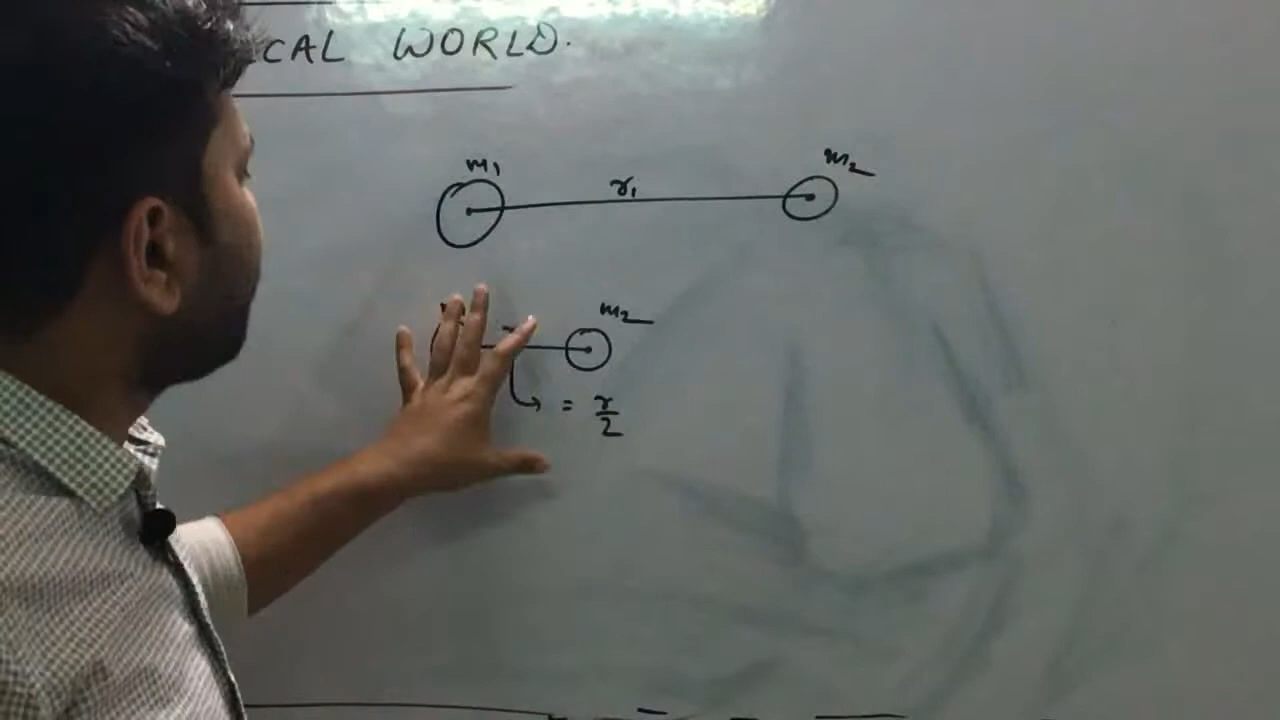 CAL WORLD.
m₁
m₂
r₁
m₂
= r/2